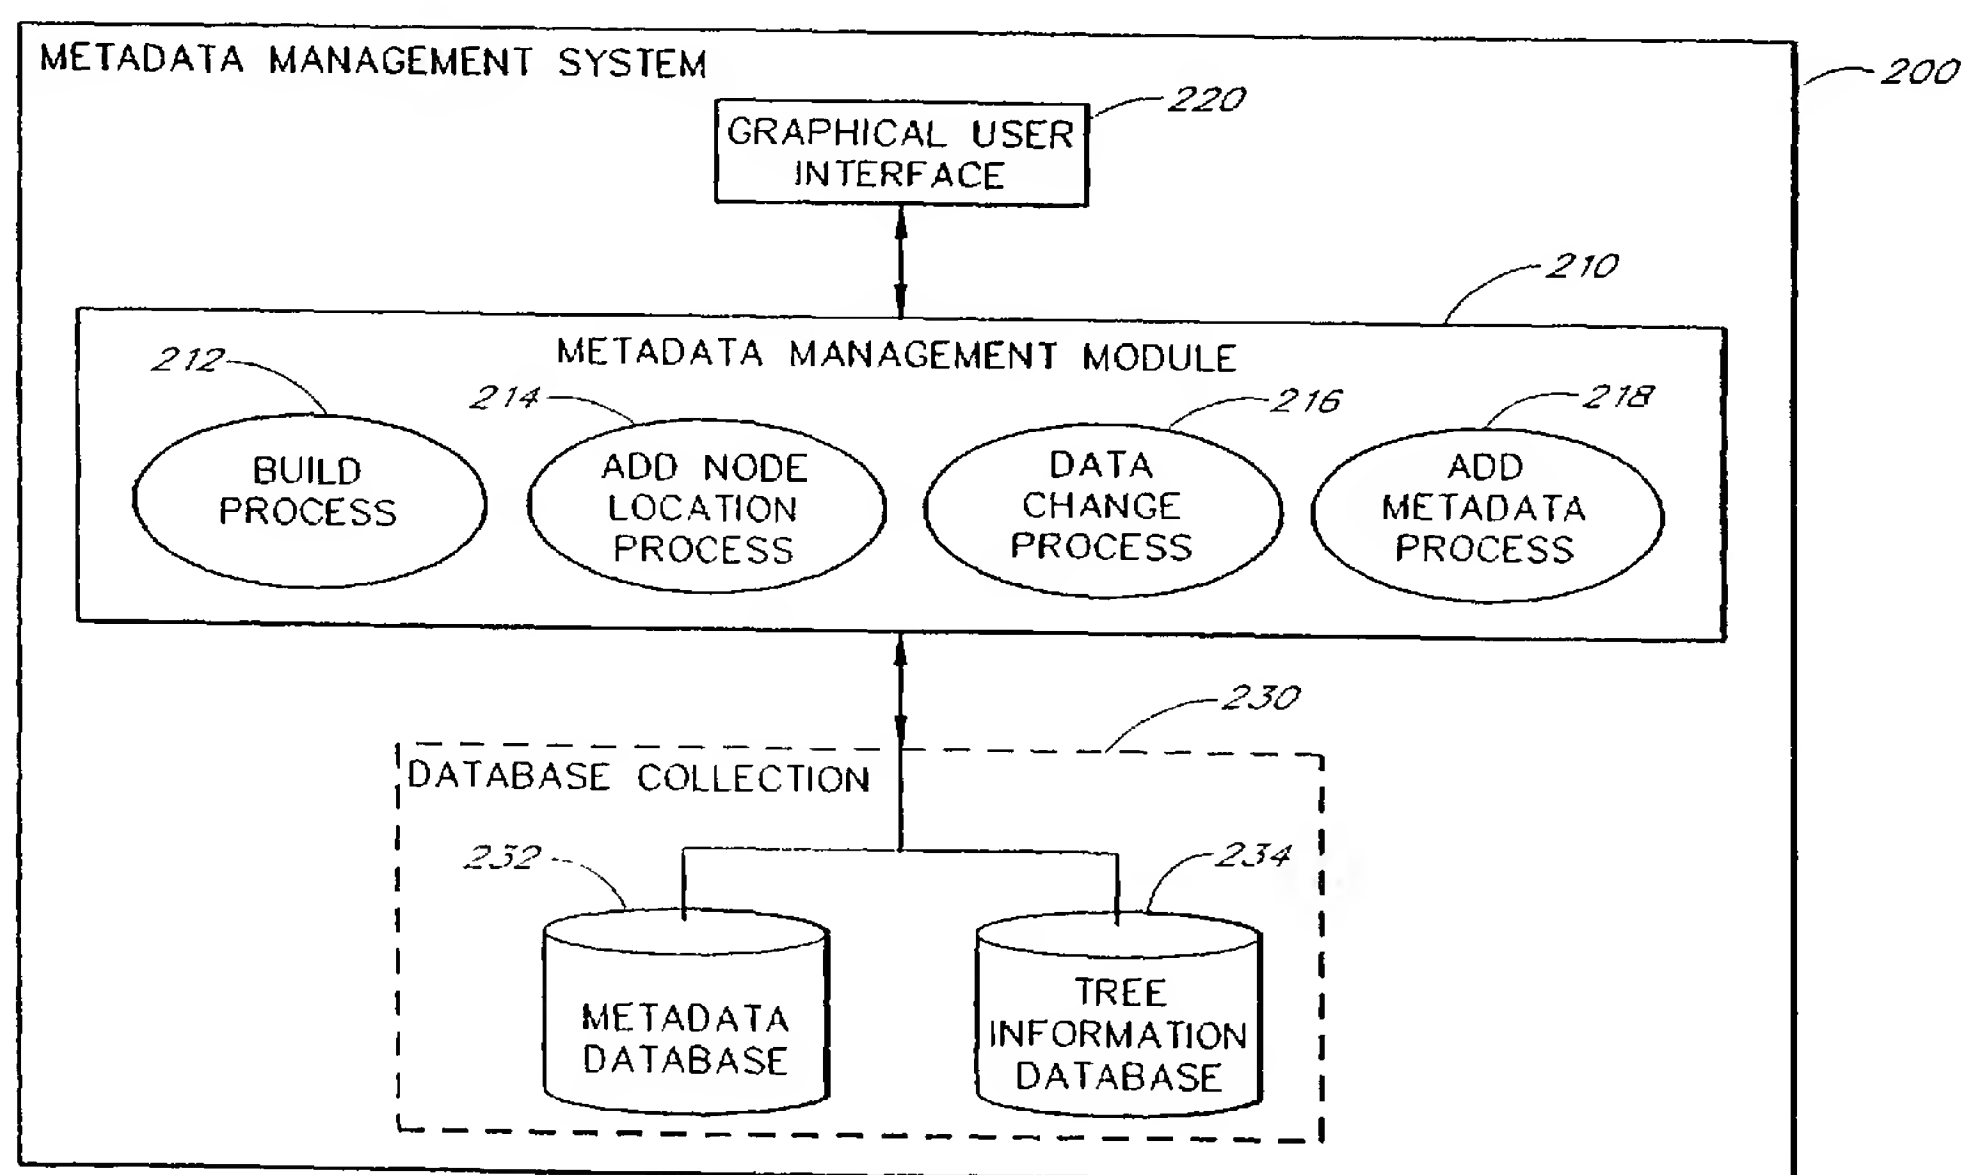 METADATA MANAGEMENT SYSTEM
200
220
GRAPHICAL USER
INTERFACE
210
METADATA MANAGEMENT MODULE
212
214
216
218
BUILD
PROCESS
ADD NODE
LOCATION
PROCESS
DATA
CHANGE
PROCESS
ADD
METADATA
PROCESS
230
DATABASE COLLECTION
232
234
METADATA
DATABASE
TREE
INFORMATION
DATABASE